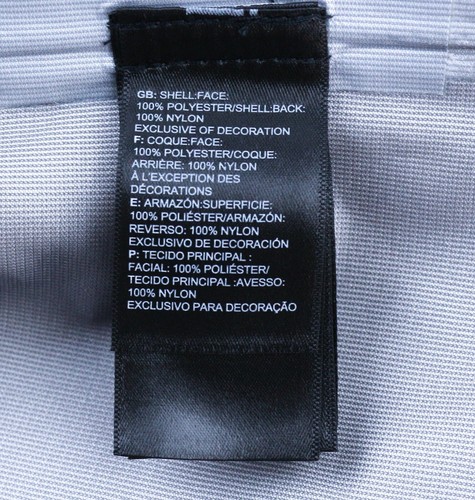 GB: SHELL:FACE:
100% POLYESTER/SHELL:BACK:
100% NYLON
EXCLUSIVE OF DECORATION
F: COQUE:FACE:
100% POLYESTER/COQUE:
ARRIÈRE: 100% NYLON
À L'EXCEPTION DES
DÉCORATIONS
E: ARMAZÓN:SUPERFICIE:
100% POLIÉSTER/ARMAZÓN:
REVERSO: 100% NYLON
EXCLUSIVO DE DECORACIÓN
P: TECIDO PRINCIPAL :
FACIAL: 100% POLIÉSTER/
TECIDO PRINCIPAL :AVESSO:
100% NYLON
EXCLUSIVO PARA DECORAÇÃO